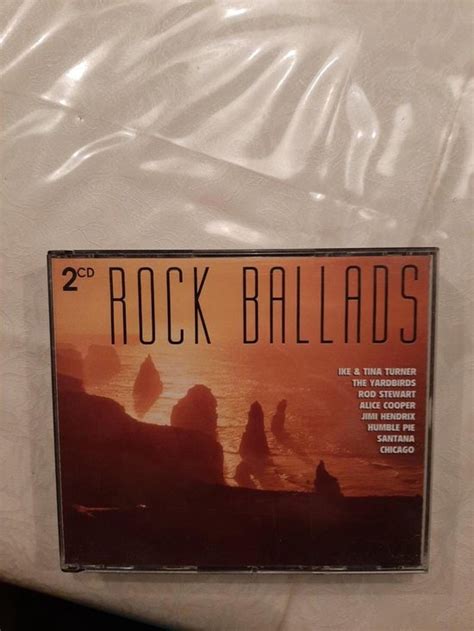 2CD ROCK BALLADS
IKE & TINA TURNER
THE YARDBIRDS
ROD STEWART
ALICE COOPER
JIMI HENDRIX
HUMBLE PIE
SANTANA
CHICAGO